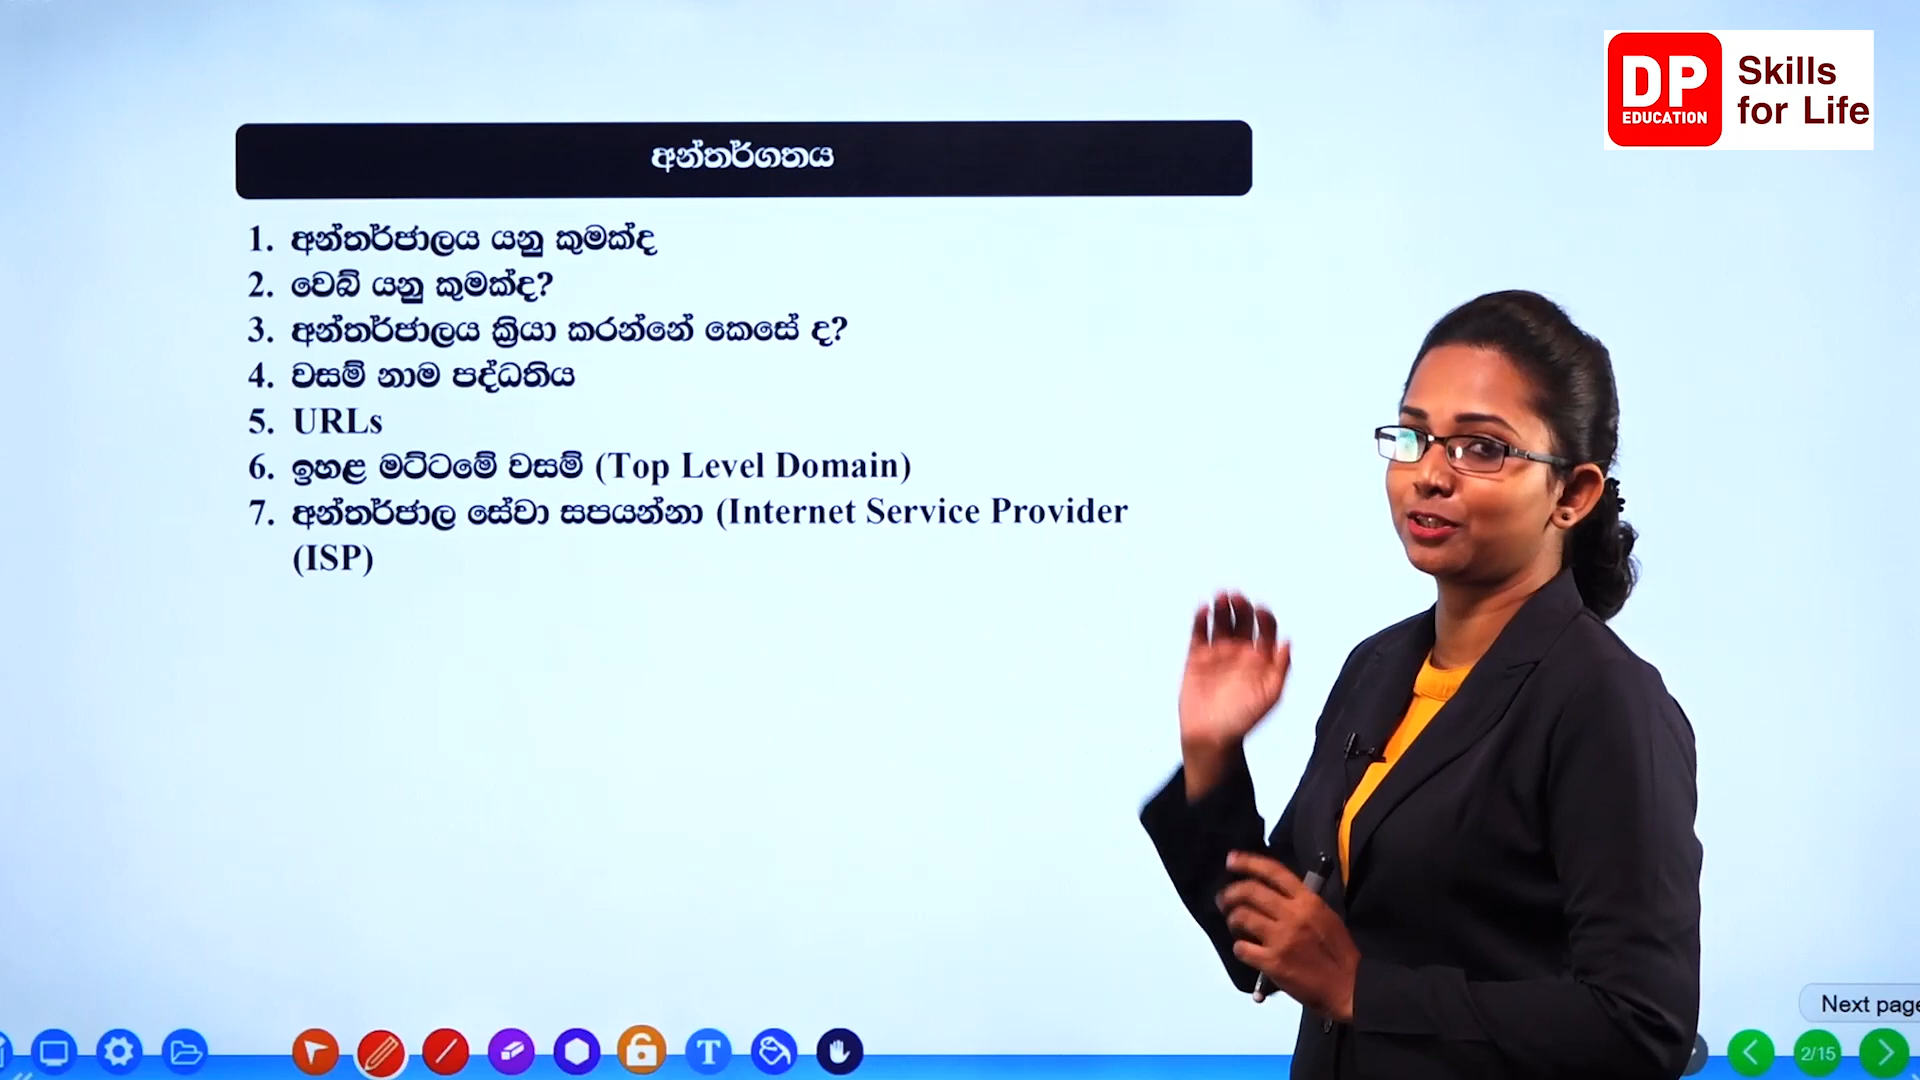 DP
EDUCATION
Skills
for Life
අන්තර්ගතය
1. අන්තර්ජාලය යනු කුමක්ද
2. වෙබ් යනු කුමක්ද?
3. අන්තර්ජාලය ක්‍රියා කරන්නේ කෙසේ ද?
4. වසම් නාම පද්ධතිය
5. URLs
6. ඉහළ මට්ටමේ වසම් (Top Level Domain)
7. අන්තර්ජාල සේවා සපයන්නා (Internet Service Provider
(ISP)
Next page
T
2/15